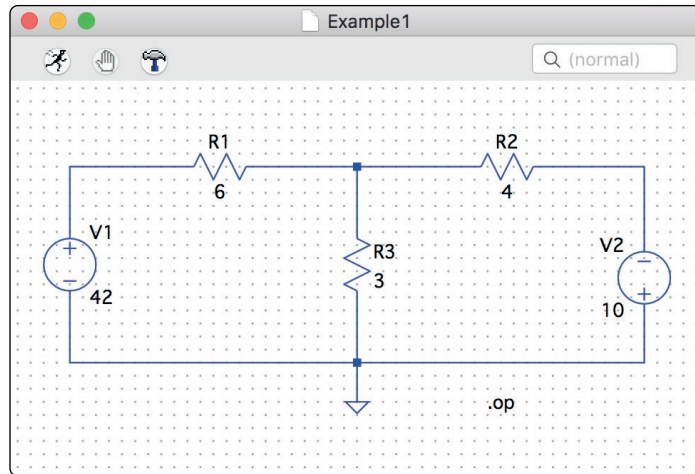 Example1
(normal)
R1
6
R2
4
V1
+
−
42
R3
3
V2
−
+
10
.op